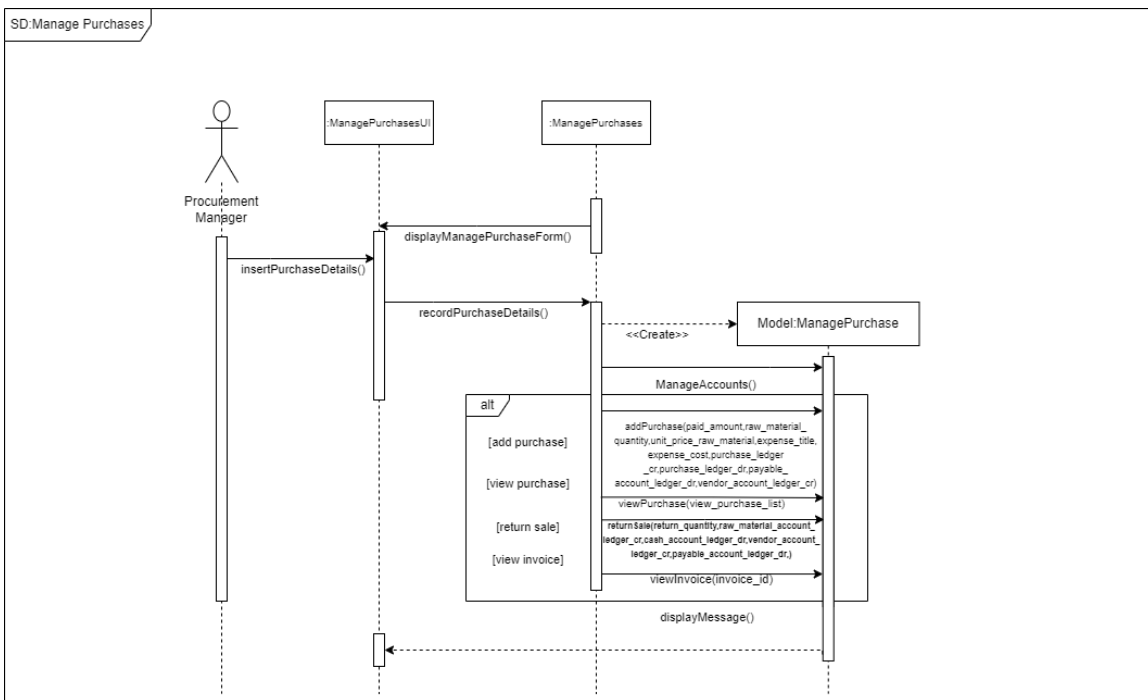 SD:Manage Purchases
:ManagePurchasesUI
:ManagePurchases
Procurement
Manager
displayManagePurchaseForm()
insertPurchaseDetails()
recordPurchaseDetails()
Model:ManagePurchase
<<Create>>
ManageAccounts()
alt
[add purchase]
addPurchase(paid_amount,raw_material_
quantity,unit_price_raw_material,expense_title,
expense_cost,purchase_ledger
_cr,purchase_ledger_dr,payable_
account_ledger_dr,vendor_account_ledger_cr)
[view purchase]
viewPurchase(view_purchase_list)
[return sale]
returnSale(return_quantity,raw_material_account_
ledger_cr,cash_account_ledger_dr,vendor_account_
ledger_cr,payable_account_ledger_dr,)
[view invoice]
viewInvoice(invoice_id)
displayMessage()